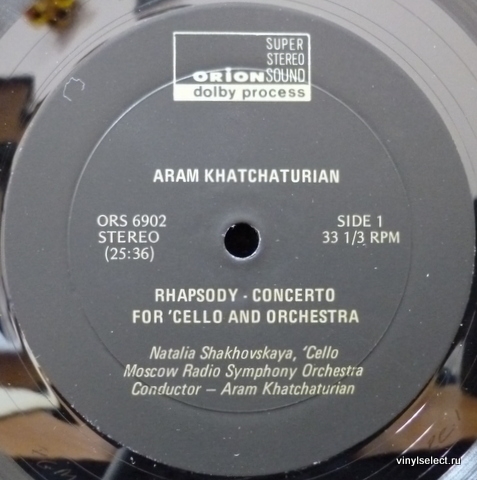 SUPER
STEREO
ORION SOUND
dolby process
ARAM KHATCHATURIAN
ORS 6902
STEREO
(25:36)
SIDE 1
33 1/3 RPM
RHAPSODY · CONCERTO
FOR 'CELLO AND ORCHESTRA
Natalia Shakhovskaya, 'Cello
Moscow Radio Symphony Orchestra
Conductor — Aram Khatchaturian
vinylselect.ru